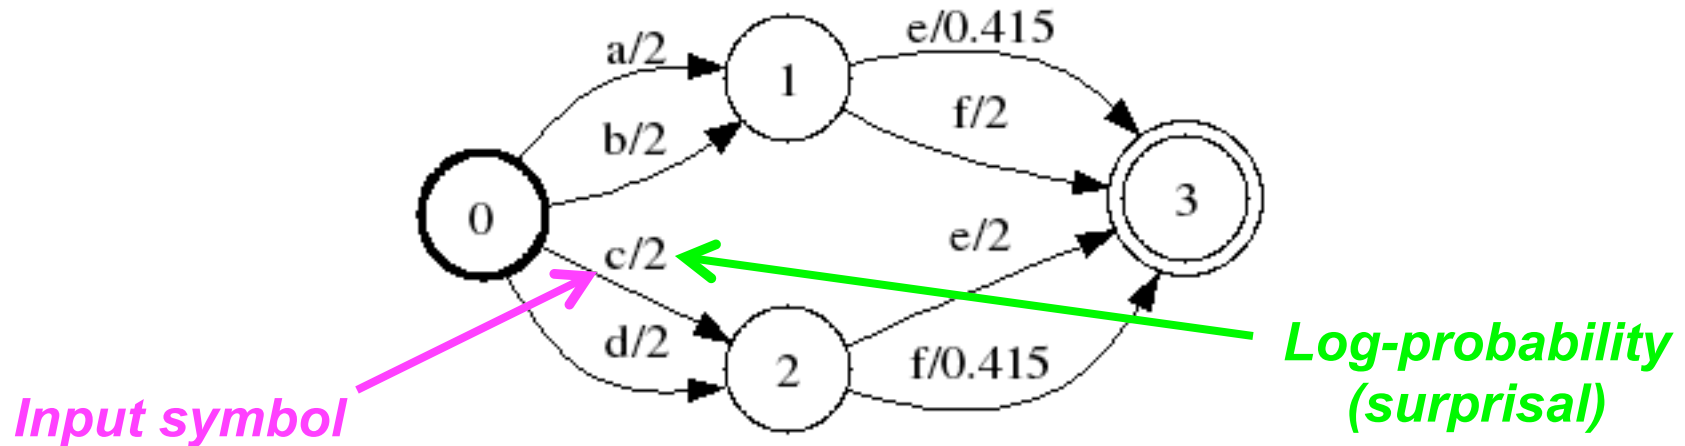 a/2
1
e/0.415
b/2
f/2
0
3
c/2
e/2
d/2
2
f/0.415
Input symbol
Log-probability
(surprisal)